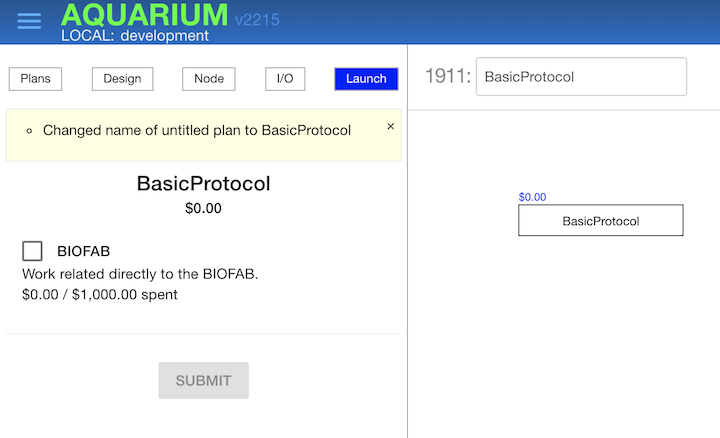 AQUARIUM v2215
LOCAL: development
Plans Design Node I/O Launch
Changed name of untitled plan to BasicProtocol ×
BasicProtocol
$0.00
BIOFAB
Work related directly to the BIOFAB.
$0.00 / $1,000.00 spent
SUBMIT
1911: BasicProtocol
$0.00
BasicProtocol